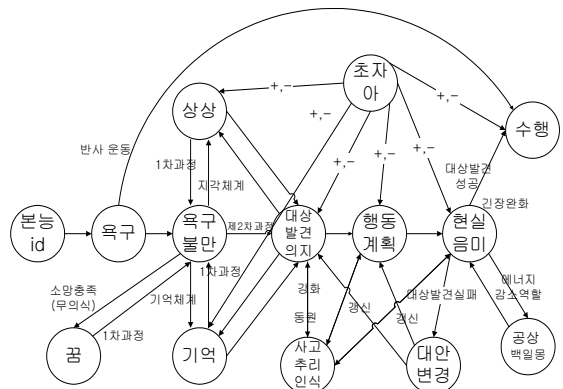 초자
아
+,-
+,-
+,-
+,-
+,-
+,-
상상
수행
반사 운동
1차과정
지각체계
대상발견
성공
긴장완화
본능
id
욕구
욕구
불만
제2차과정
대상
발견
의지
행동
계획
현실
음미
소망충족
(무의식)
1차과정
기억체계
1차과정
강화
동원
갱신
갱신
대상발견실패
에너지
감소역할
꿈
기억
사고
추리
인식
대안
변경
공상
백일몽